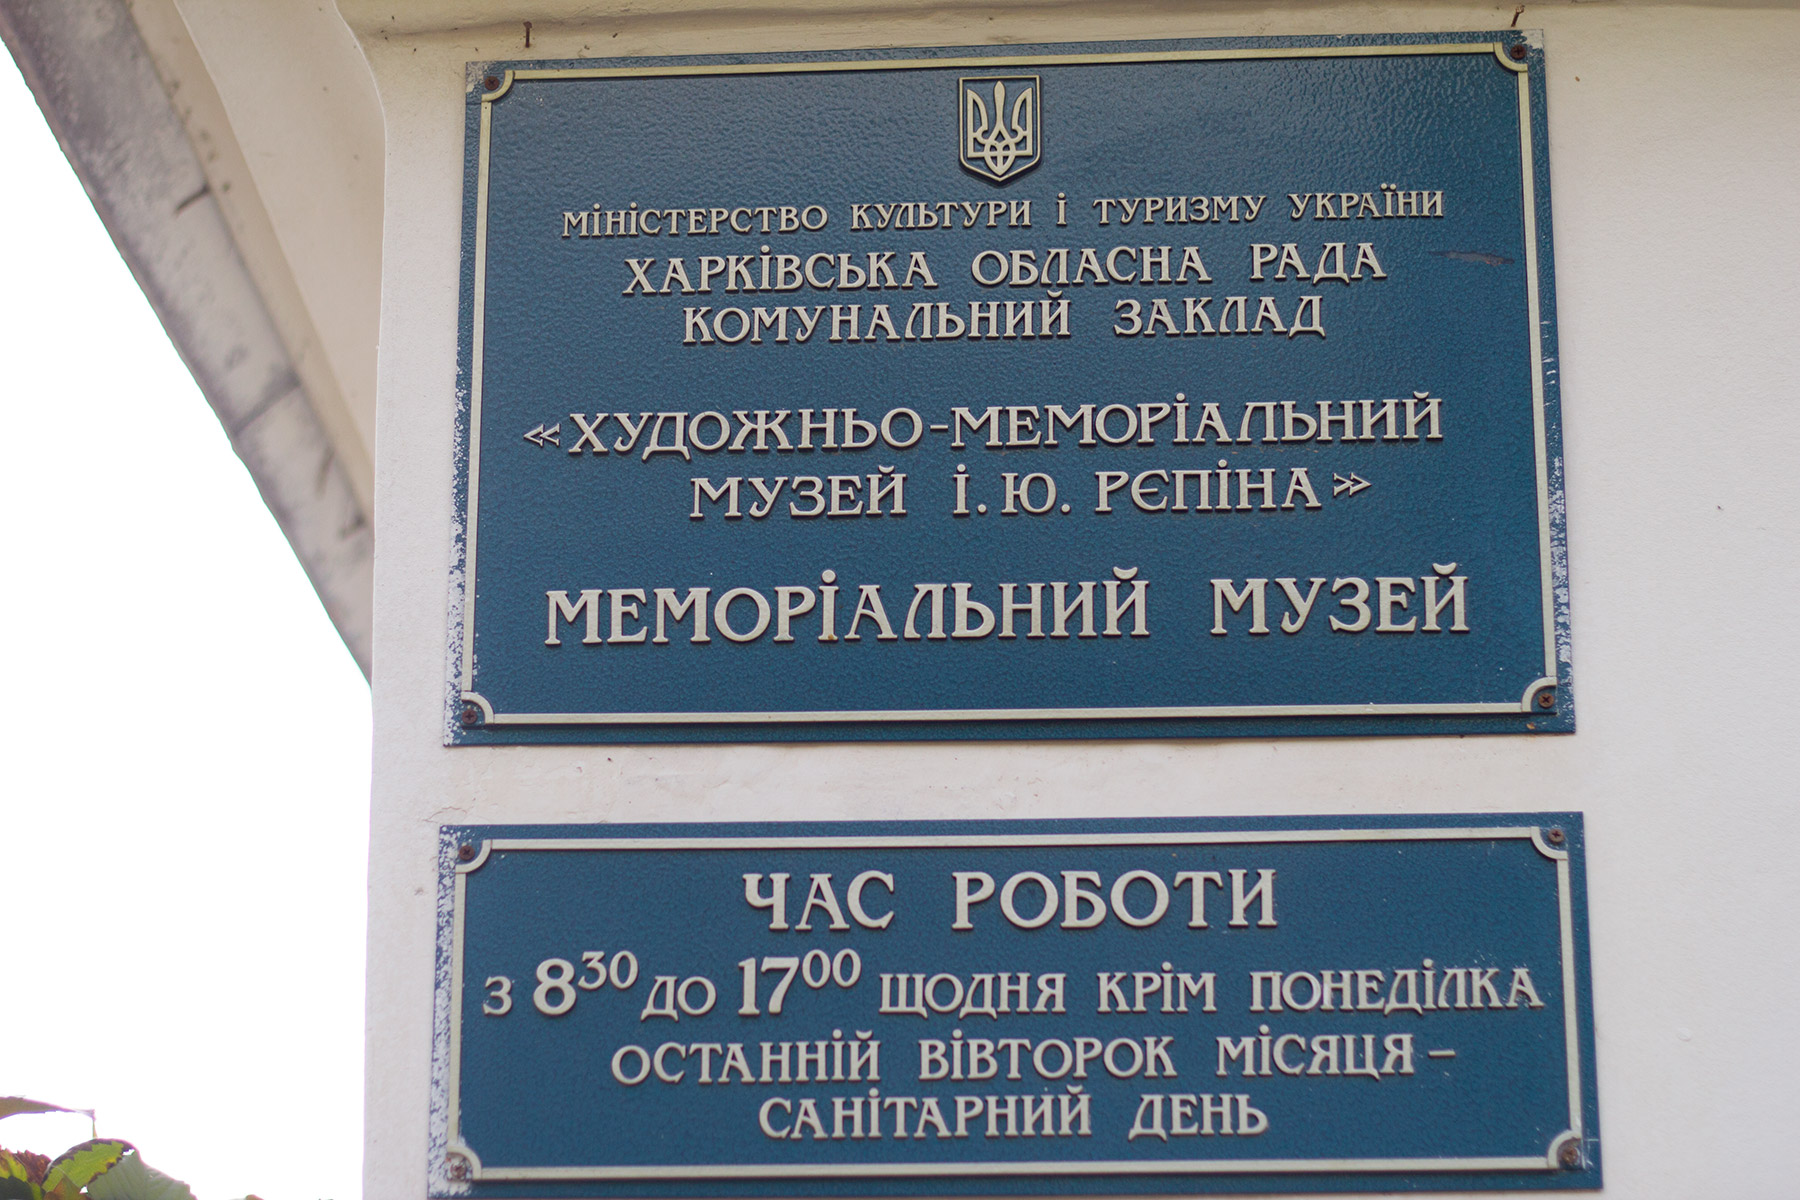 МІНІСТЕРСТВО КУЛЬТУРИ І ТУРИЗМУ УКРАЇНИ
ХАРКІВСЬКА ОБЛАСНА РАДА
КОМУНАЛЬНИЙ ЗАКЛАД
«ХУДОЖНЬО-МЕМОРІАЛЬНИЙ
МУЗЕЙ І. Ю. РЄПІНА»
МЕМОРІАЛЬНИЙ МУЗЕЙ
ЧАС РОБОТИ
З 8³⁰ ДО 17⁰⁰ ЩОДНЯ КРІМ ПОНЕДІЛКА
ОСТАННІЙ ВІВТОРОК МІСЯЦЯ –
САНІТАРНИЙ ДЕНЬ